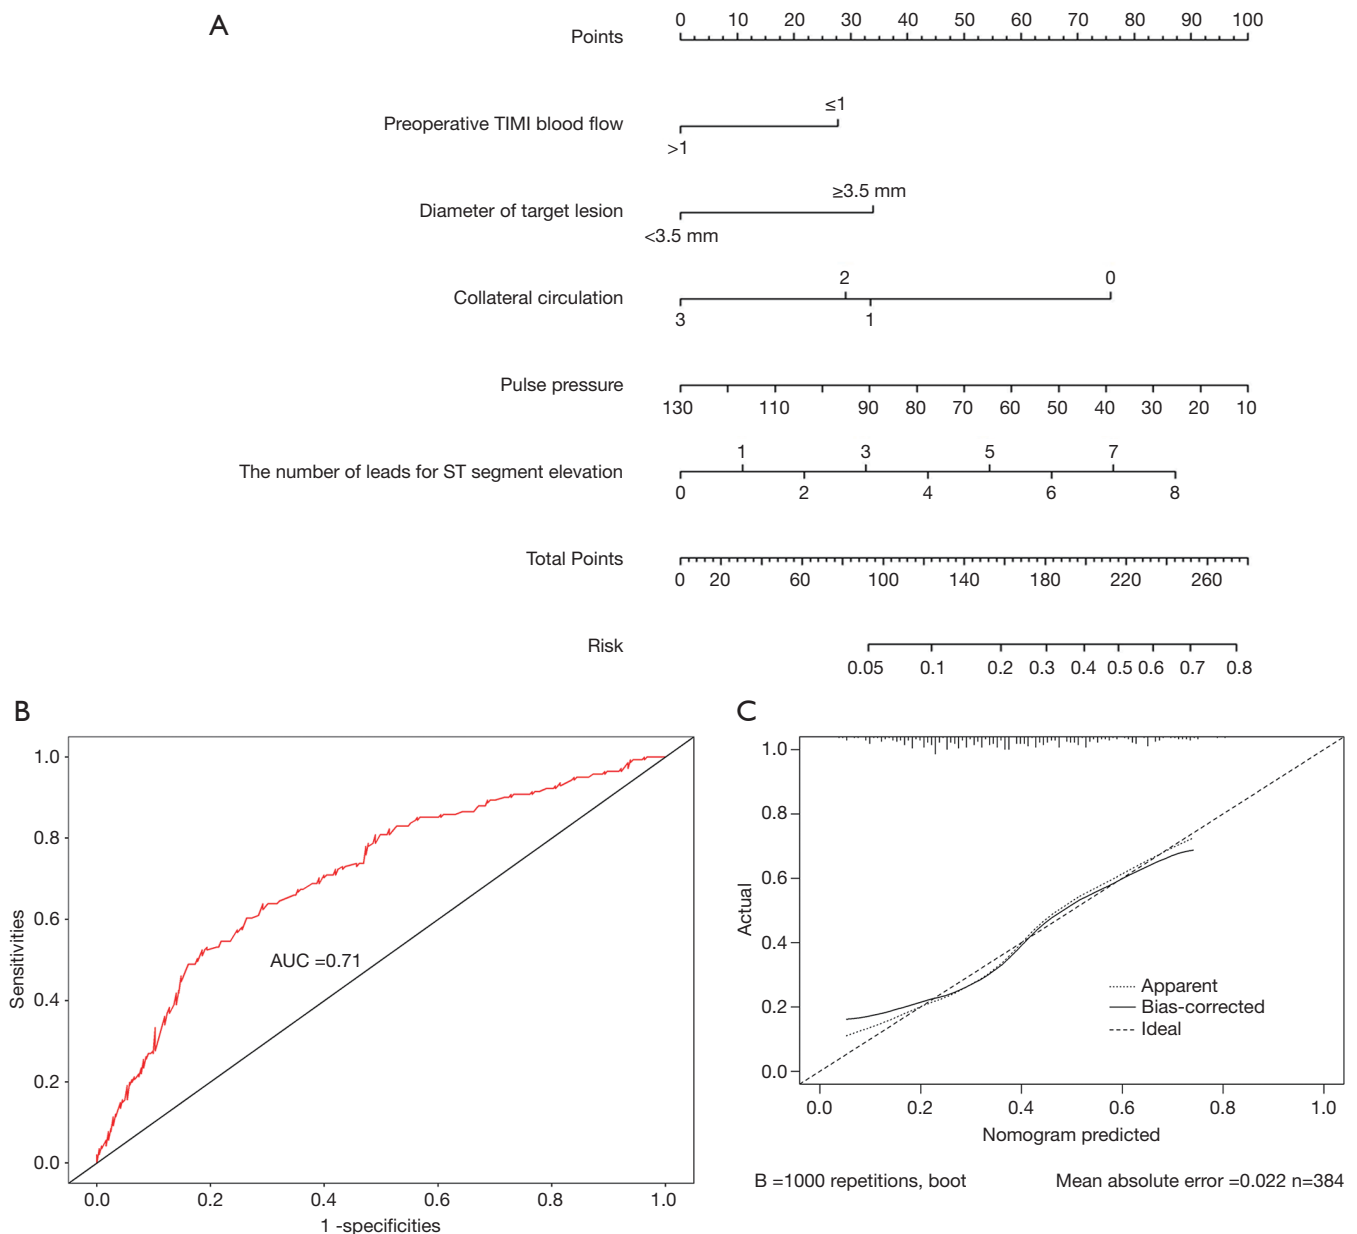 A
0 10 20 30 40 50 60 70 80 90 100
Points
≤1
Preoperative TIMI blood flow
>1
≥3.5 mm
Diameter of target lesion
<3.5 mm
2 0
Collateral circulation
3 1
Pulse pressure
130 110 90 80 70 60 50 40 30 20 10
1 3 5 7
The number of leads for ST segment elevation
0 2 4 6 8
Total Points
0 20 60 100 140 180 220 260
Risk
0.05 0.1 0.2 0.3 0.4 0.5 0.6 0.7 0.8
B
1.0
0.8
0.6
0.4
0.2
0.0
Sensitivities
AUC =0.71
0.0 0.2 0.4 0.6 0.8 1.0
1 -specificities
C
1.0
0.8
0.6
0.4
0.2
0.0
Actual
Apparent
Bias-corrected
Ideal
0.0 0.2 0.4 0.6 0.8 1.0
Nomogram predicted
B =1000 repetitions, boot Mean absolute error =0.022 n=384